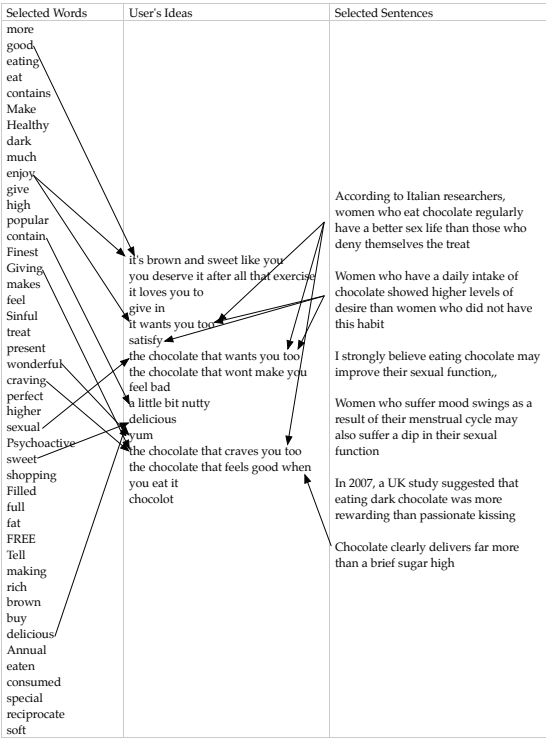 Selected Words
User's Ideas
Selected Sentences
more
good
eating
eat
contains
Make
Healthy
dark
much
enjoy
give
high
popular
contain
Finest
Giving
makes
feel
Sinful
treat
present
wonderful
craving
perfect
higher
sexual
Psychoactive
sweet
shopping
Filled
full
fat
FREE
Tell
making
rich
brown
buy
delicious
Annual
eaten
consumed
special
reciprocate
soft
it's brown and sweet like you
you deserve it after all that exercise
it loves you to
give in
it wants you too
satisfy
the chocolate that wants you too
the chocolate that wont make you
feel bad
a little bit nutty
delicious
yum
the chocolate that craves you too
the chocolate that feels good when
you eat it
chocolot
According to Italian researchers,
women who eat chocolate regularly
have a better sex life than those who
deny themselves the treat
Women who have a daily intake of
chocolate showed higher levels of
desire than women who did not have
this habit
I strongly believe eating chocolate may
improve their sexual function,,
Women who suffer mood swings as a
result of their menstrual cycle may
also suffer a dip in their sexual
function
In 2007, a UK study suggested that
eating dark chocolate was more
rewarding than passionate kissing
Chocolate clearly delivers far more
than a brief sugar high